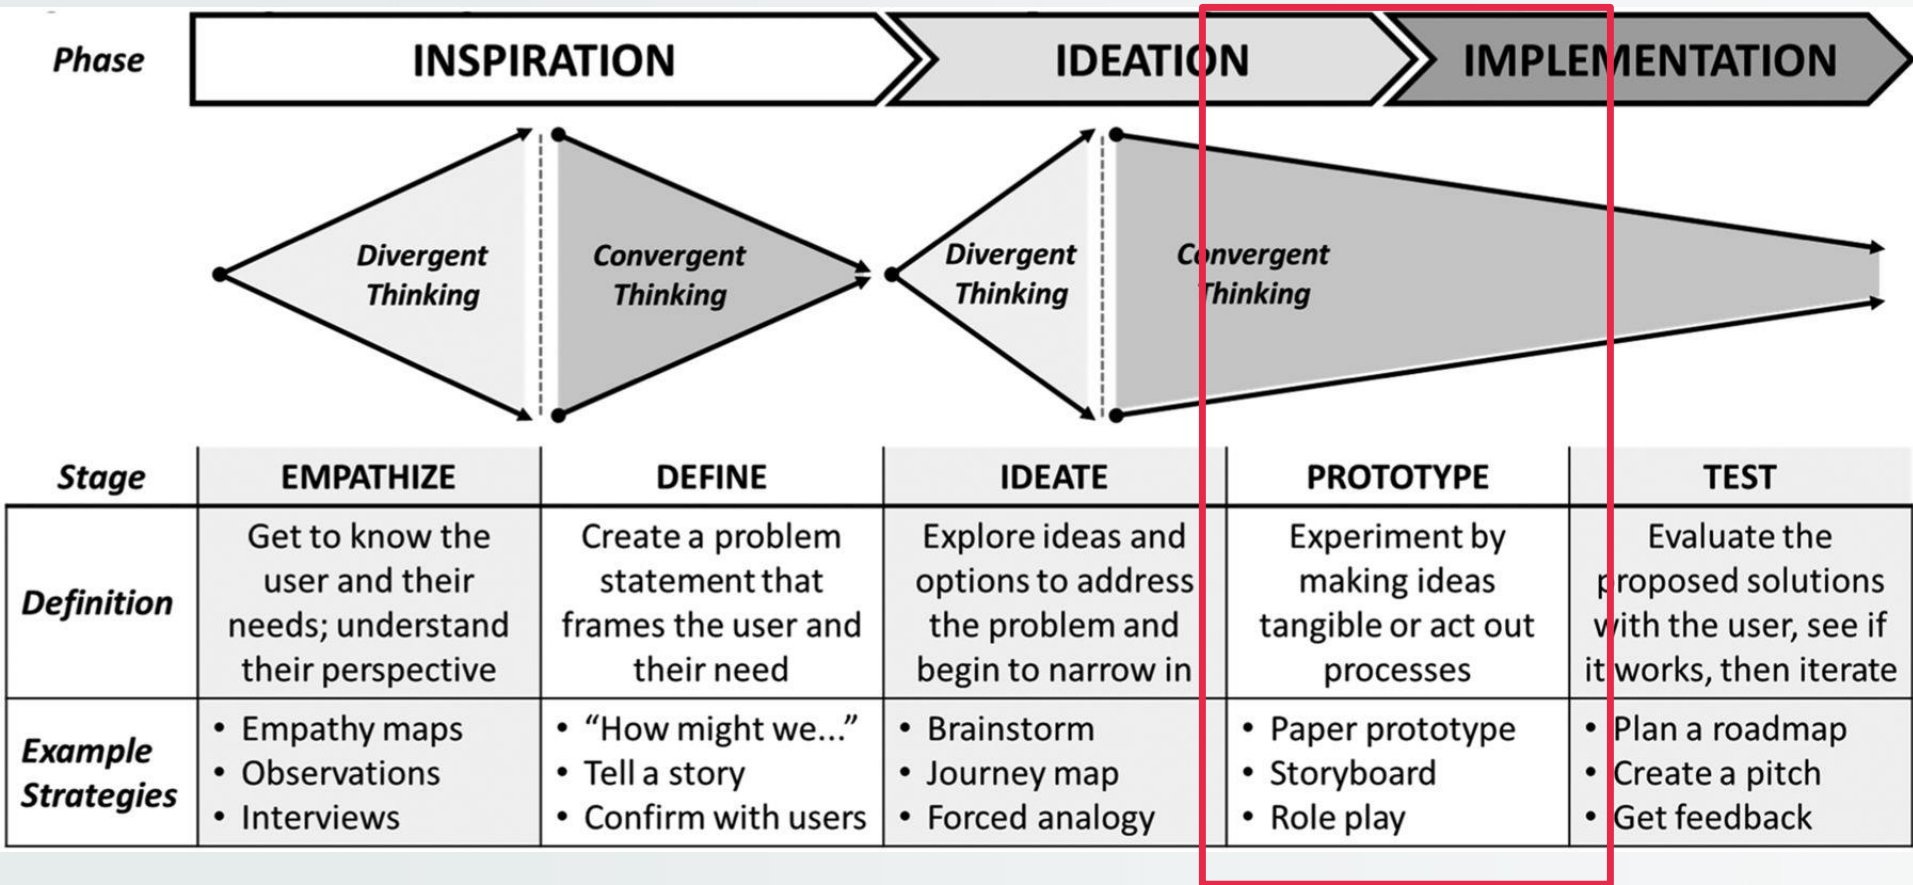 Phase
INSPIRATION
IDEATION
IMPLEMENTATION
Divergent
Thinking
Convergent
Thinking
Divergent
Thinking
Convergent
Thinking
Stage
EMPATHIZE
DEFINE
IDEATE
PROTOTYPE
TEST
Definition
Get to know the
user and their
needs; understand
their perspective
Create a problem
statement that
frames the user and
their need
Explore ideas and
options to address
the problem and
begin to narrow in
Experiment by
making ideas
tangible or act out
processes
Evaluate the
proposed solutions
with the user, see if
it works, then iterate
Example
Strategies
• Empathy maps
• Observations
• Interviews
• “How might we...”
• Tell a story
• Confirm with users
• Brainstorm
• Journey map
• Forced analogy
• Paper prototype
• Storyboard
• Role play
• Plan a roadmap
• Create a pitch
• Get feedback